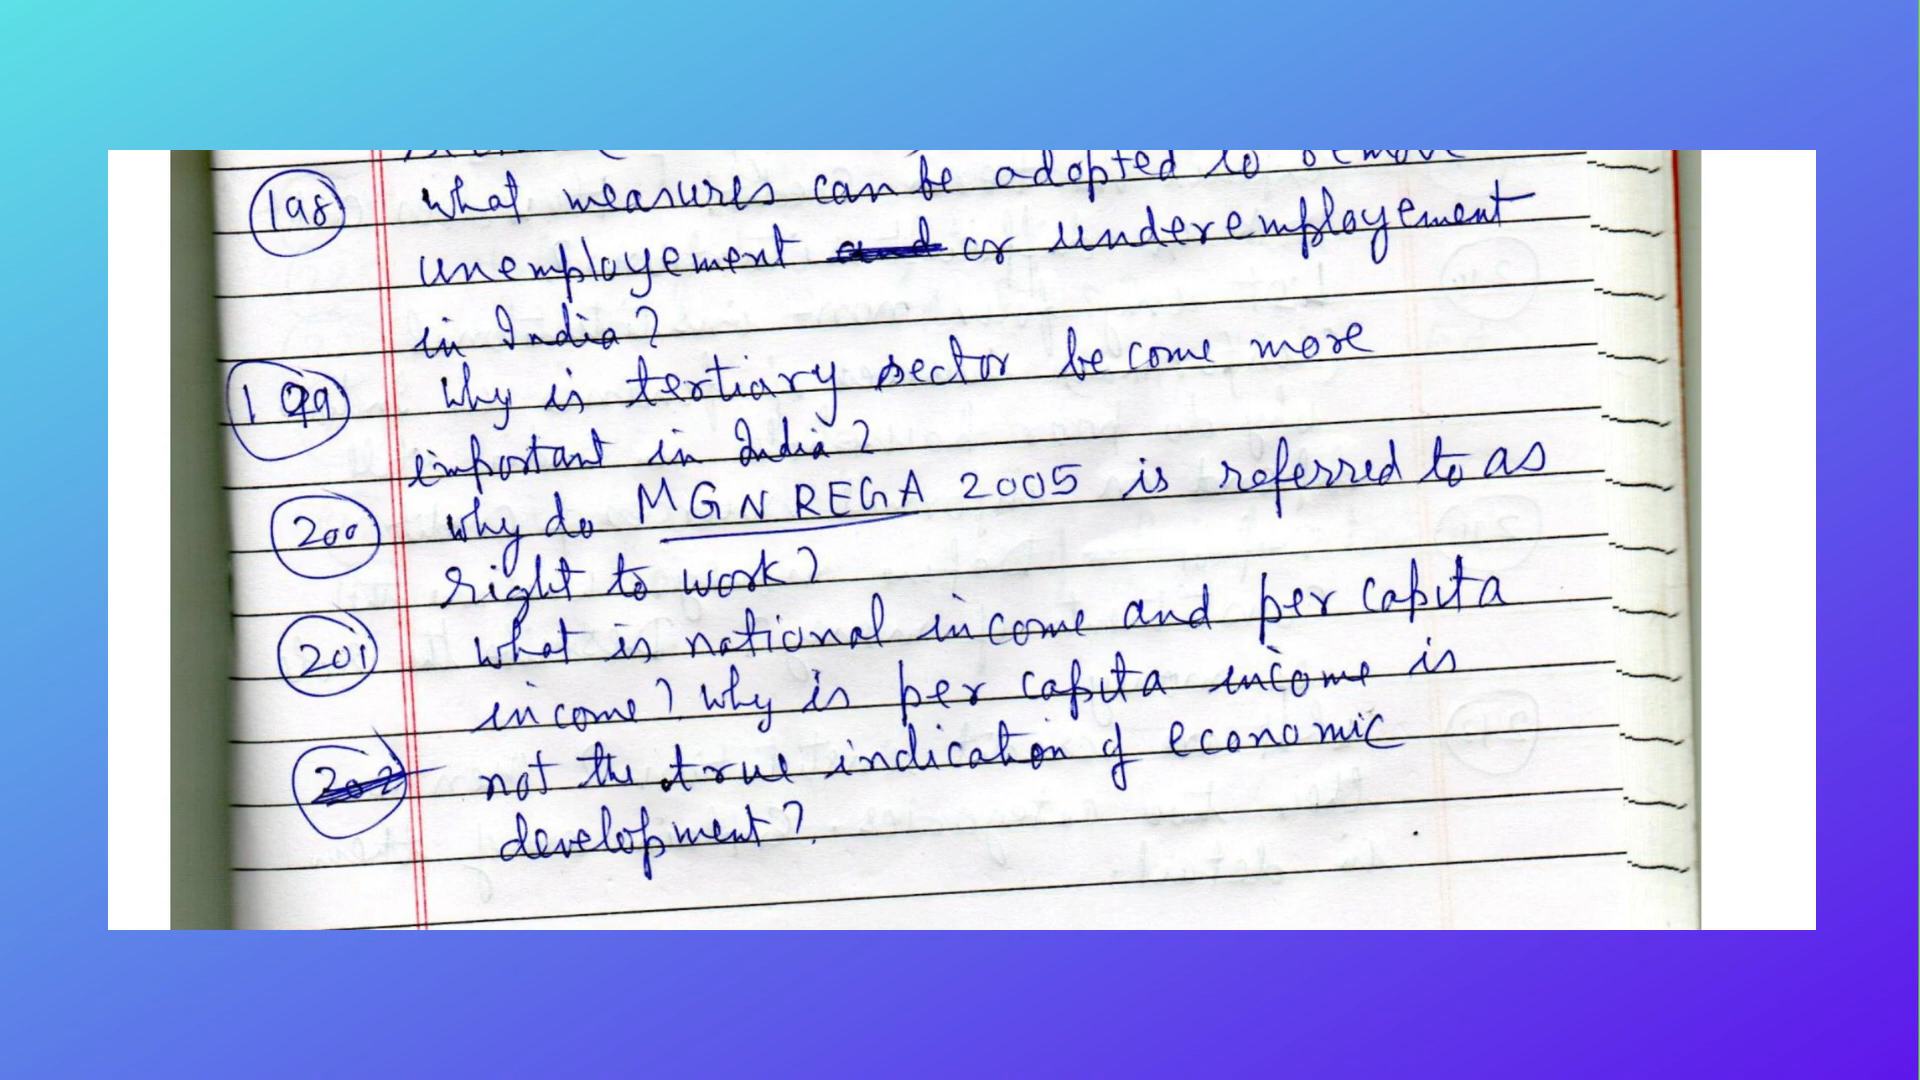 198 what measures can be adopted to remove
unemployement or underemployement
in India?
199 Why is tertiary sector become more
important in India?
200 why do MGNREGA 2005 is referred to as
right to work?
201 what is national income and per capita
income? why is per capita income is
202 not the true indication of economic
development?